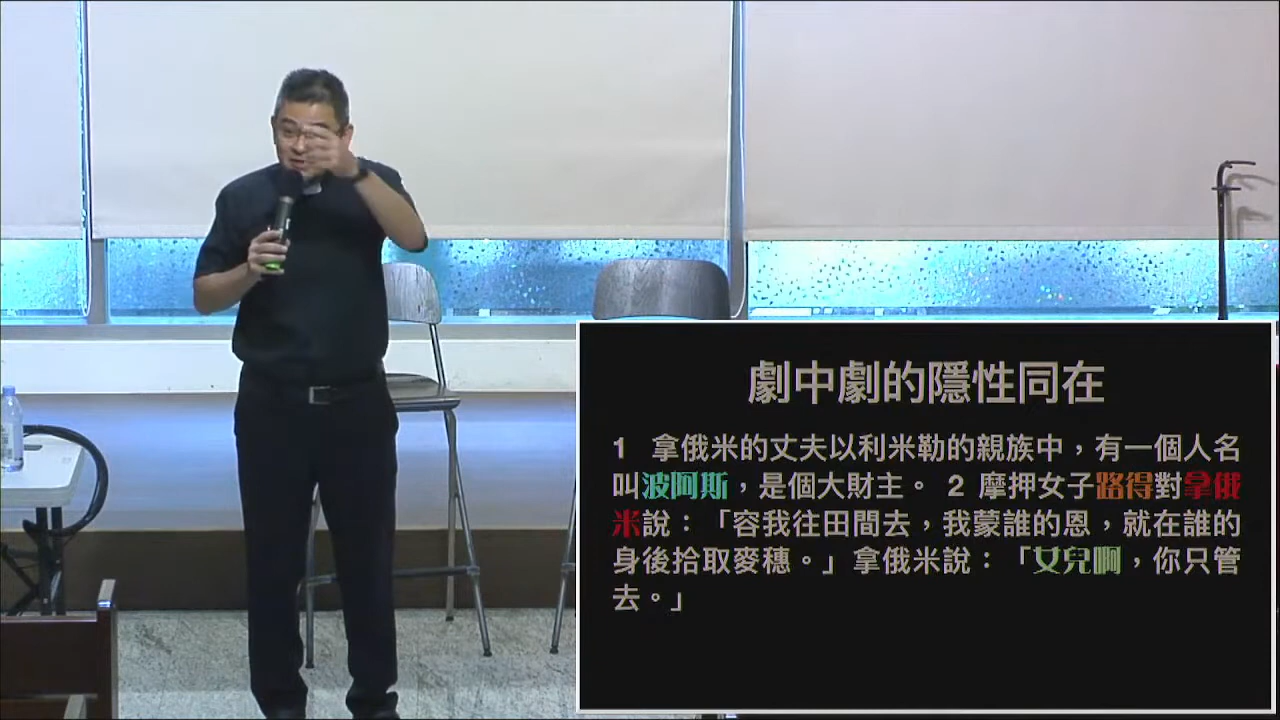 劇中劇的隱性同在
1 拿俄米的丈夫以利米勒的親族中，有一個人名
叫波阿斯，是個大財主。 2 摩押女子路得對拿俄
米說：「容我往田間去，我蒙誰的恩，就在誰的
身後拾取麥穗。」拿俄米說：「女兒啊，你只管
去。」